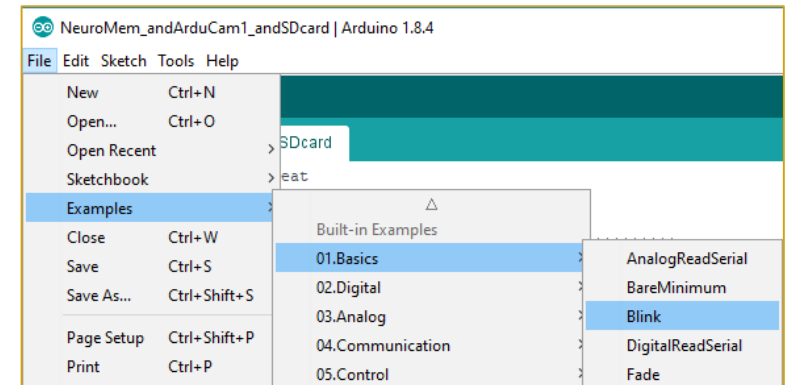 NeuroMem_andArduCam1_andSDcard | Arduino 1.8.4
File Edit Sketch Tools Help
New Ctrl+N
Open... Ctrl+O
Open Recent
SDcard
Sketchbook
eat
Examples
Close Ctrl+W
Save Ctrl+S
Save As... Ctrl+Shift+S
Page Setup Ctrl+Shift+P
Print Ctrl+P
Built-in Examples
01.Basics
02.Digital
03.Analog
04.Communication
05.Control
AnalogReadSerial
BareMinimum
Blink
DigitalReadSerial
Fade